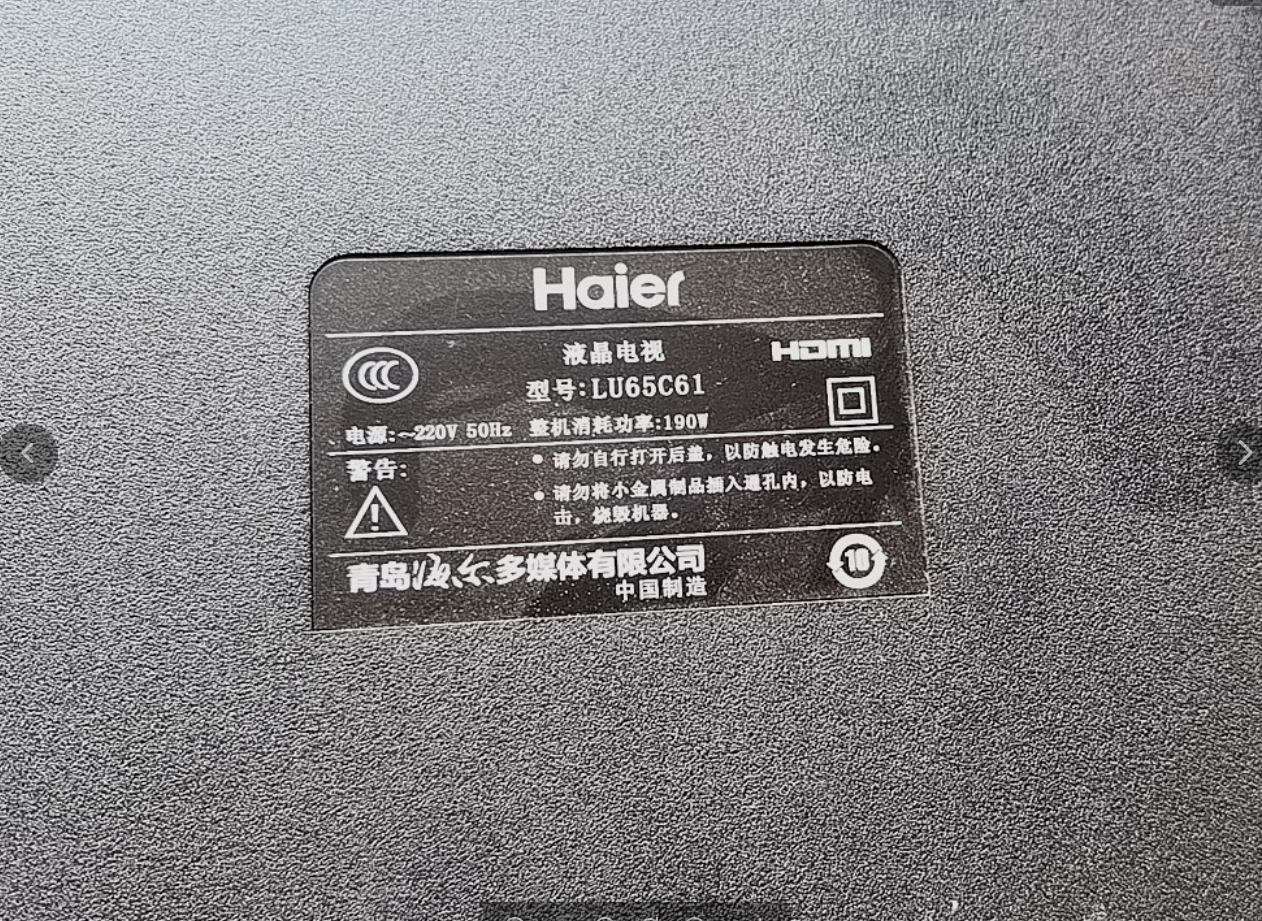 Haier
液晶电视
HDMI
型号:LU65C61
电源:~220V 50Hz 整机消耗功率:190W
警告:
● 请勿自行打开后盖，以防触电发生危险。
● 请勿将小金属制品插入通孔内，以防电
击，烧毁机器。
青岛 多媒体有限公司
中国制造
10